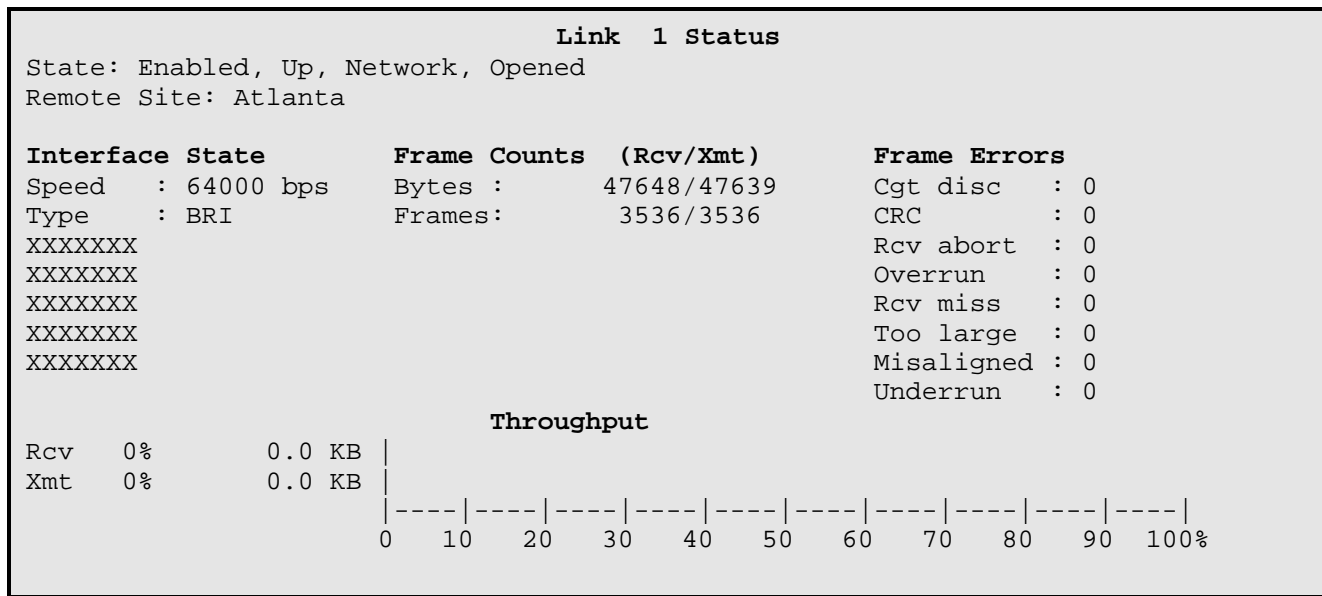 Link  1 Status
State: Enabled, Up, Network, Opened
Remote Site: Atlanta
Interface State        Frame Counts  (Rcv/Xmt)       Frame Errors
Speed   : 64000 bps    Bytes :      47648/47639      Cgt disc   : 0
Type    : BRI          Frames:       3536/3536       CRC        : 0
XXXXXXX                                              Rcv abort  : 0
XXXXXXX                                              Overrun    : 0
XXXXXXX                                              Rcv miss   : 0
XXXXXXX                                              Too large  : 0
XXXXXXX                                              Misaligned : 0
                                                     Underrun   : 0
Throughput
Rcv   0%       0.0 KB |
Xmt   0%       0.0 KB |
|----|----|----|----|----|----|----|----|----|----|
0   10   20   30   40   50   60   70   80   90  100%